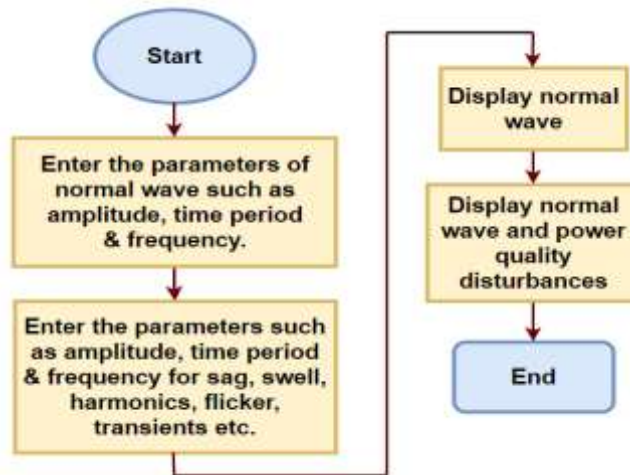 Start
Enter the parameters of
normal wave such as
amplitude, time period
& frequency.
Enter the parameters such
as amplitude, time period
& frequency for sag, swell,
harmonics, flicker,
transients etc.
Display normal
wave
Display normal
wave and power
quality
disturbances
End